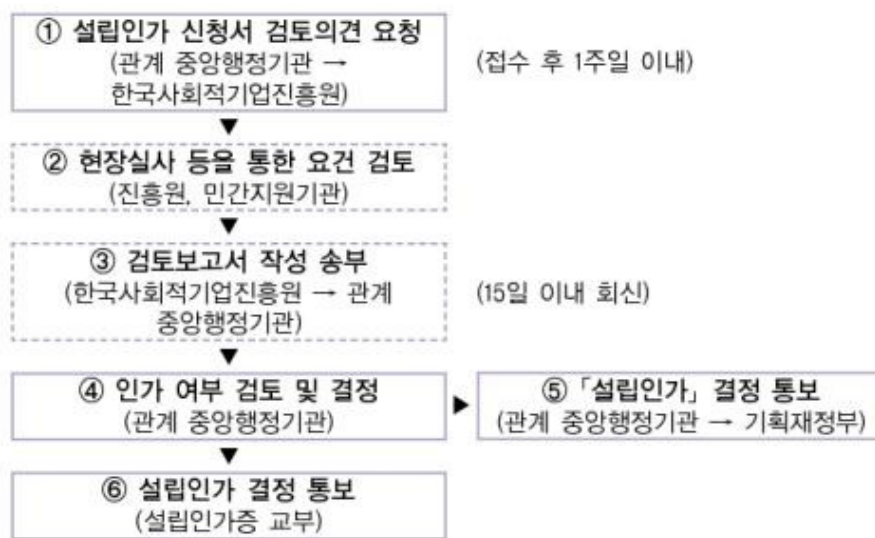 ① 설립인가 신청서 검토의견 요청
(관계 중앙행정기관 →
한국사회적기업진흥원)
(접수 후 1주일 이내)
▼
② 현장실사 등을 통한 요건 검토
(진흥원, 민간지원기관)
▼
③ 검토보고서 작성 송부
(한국사회적기업진흥원 → 관계
중앙행정기관)
(15일 이내 회신)
▼
④ 인가 여부 검토 및 결정
(관계 중앙행정기관)
▶
⑤ 「설립인가」 결정 통보
(관계 중앙행정기관 → 기획재정부)
▼
⑥ 설립인가 결정 통보
(설립인가증 교부)